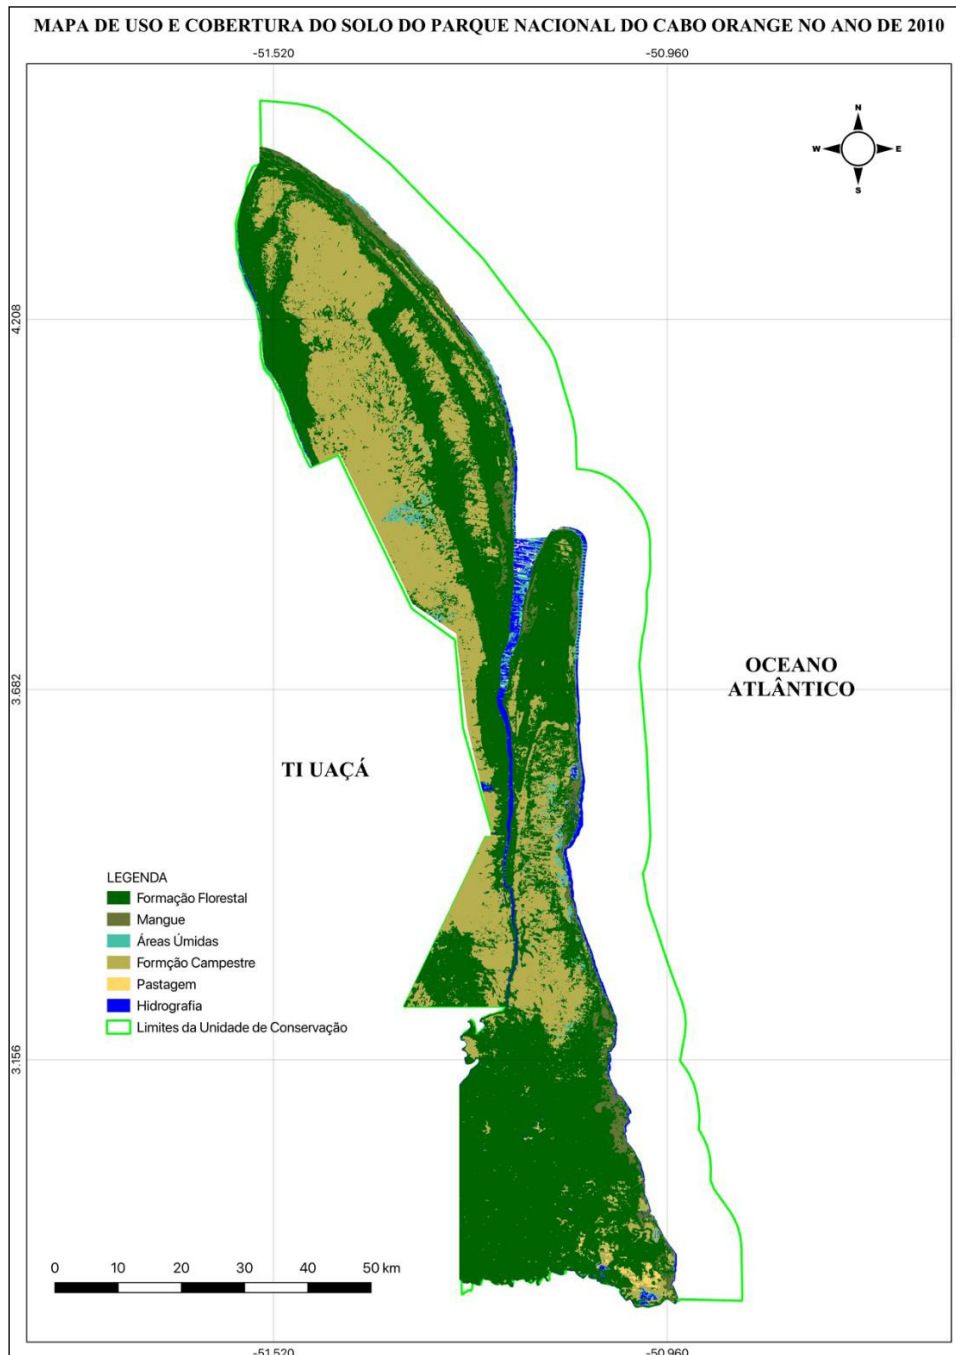 MAPA DE USO E COBERTURA DO SOLO DO PARQUE NACIONAL DO CABO ORANGE NO ANO DE 2010
-51.520
-50.960
N
W
E
S
4.208
3.682
OCEANO
ATLÂNTICO
TI UAÇÁ
LEGENDA
Formação Florestal
Mangue
Áreas Úmidas
Formção Campestre
Pastagem
Hidrografia
Limites da Unidade de Conservação
3.156
0
10
20
30
40
50 km
-51.520
-50.960